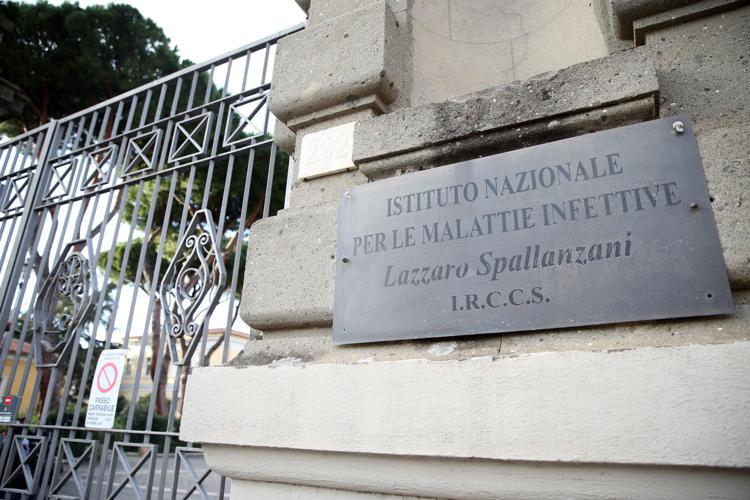 292
ISTITUTO NAZIONALE
PER LE MALATTIE INFETTIVE
Lazzaro Spallanzani
I.R.C.C.S.
PASSO
CARRABILE